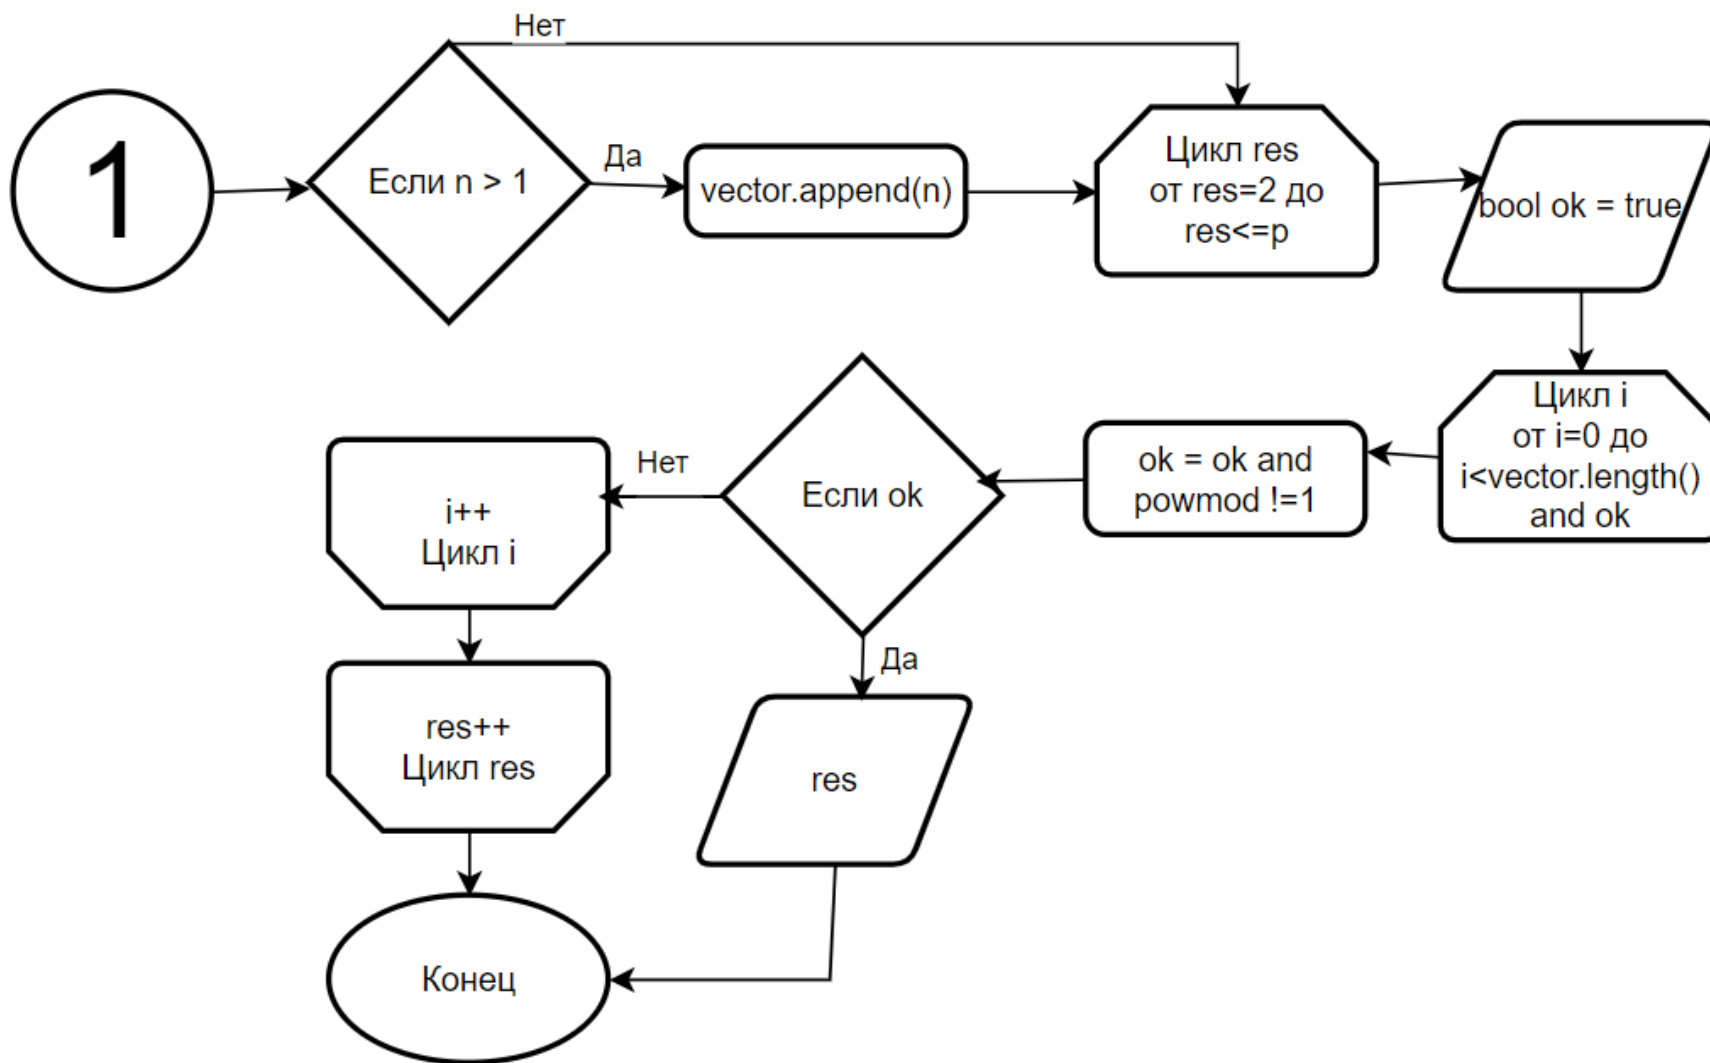 Нет
1
Если n > 1
Да
vector.append(n)
Цикл res
от res=2 до
res<=p
bool ok = true
Цикл i
от i=0 до
i<vector.length()
and ok
ok = ok and
powmod !=1
Если ok
Нет
i++
Цикл i
Да
res++
Цикл res
res
Конец